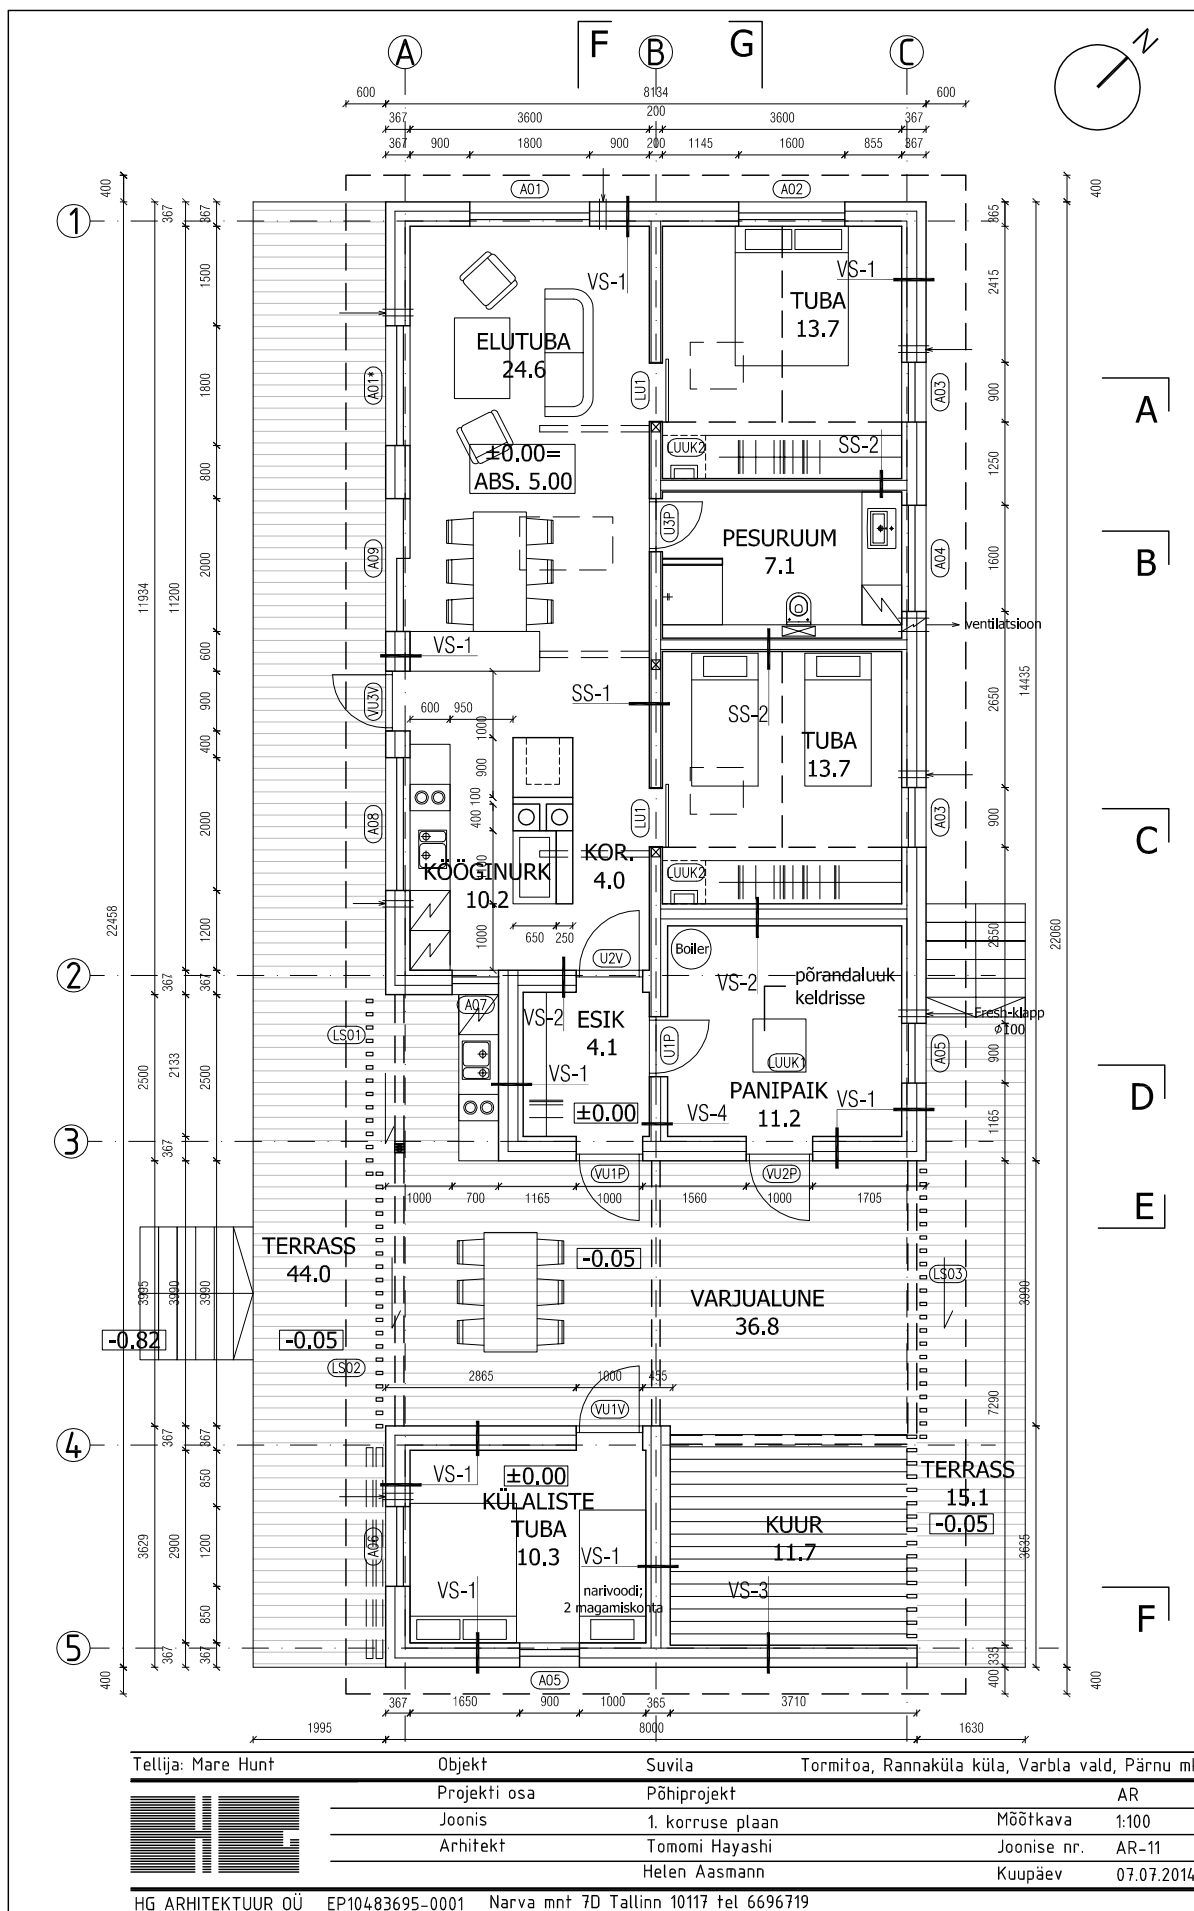 A
F
B
G
C
N
600
8134
600
367
3600
200
3600
367
367
900
1800
900
200
1145
1600
855
367
400
A01
A02
400
1
367
367
367
365
VS-1
VS-1
1500
2415
TUBA
13.7
ELUTUBA
24.6
A01*
1800
LU1
A03
900
A
LUUK2
SS-2
±0.00=
ABS. 5.00
800
1250
U3P
PESURUUM
7.1
A09
2000
A04
1600
B
11934
11200
ventilatsioon
VS-1
600
14435
VU3V
900
SS-1
2650
600
950
SS-2
1000
TUBA
13.7
400
900
100
A08
2000
400
LU1
A03
900
C
KOR.
4.0
KÖÖGINURK
10.2
1100
LUUK2
22458
1200
1000
650
250
2650
22060
U2V
Boiler
VS-2
põrandaluuk
keldrisse
2
367
367
367
A07
VS-2
ESIK
4.1
Fresh-klapp
ø100
LS01
U1P
A05
900
LUUK1
2500
2133
2500
VS-1
PANIPAIK
11.2
VS-1
D
±0.00
VS-4
1165
3
367
367
VU1P
VU2P
1000
700
1165
1000
1560
1000
1705
E
TERRASS
44.0
-0.05
LS03
3995
3990
3990
VARJUALUNE
36.8
3990
-0.82
-0.05
LS02
2865
1000
455
VU1V
7290
4
367
367
VS-1
±0.00
TERRASS
15.1
-0.05
850
KÜLALISTE
TUBA
10.3
KUUR
11.7
3629
2900
1200
A06
VS-1
3635
VS-1
narivoodi;
2 magamiskohta
VS-3
F
850
5
367
367
335
400
A05
400
400
367
1650
900
1000
365
3710
1995
8000
1630
Tellija: Mare Hunt
Objekt
Suvila
Tormitoa, Rannaküla küla, Varbla vald, Pärnu mk
Projekti osa
Põhiprojekt
AR
Joonis
1. korruse plaan
Mõõtkava
1:100
Arhitekt
Tomomi Hayashi
Joonise nr.
AR-11
Helen Aasmann
Kuupäev
07.07.2014
HG ARHITEKTUUR OÜ EP10483695-0001 Narva mnt 7D Tallinn 10117 tel 6696719